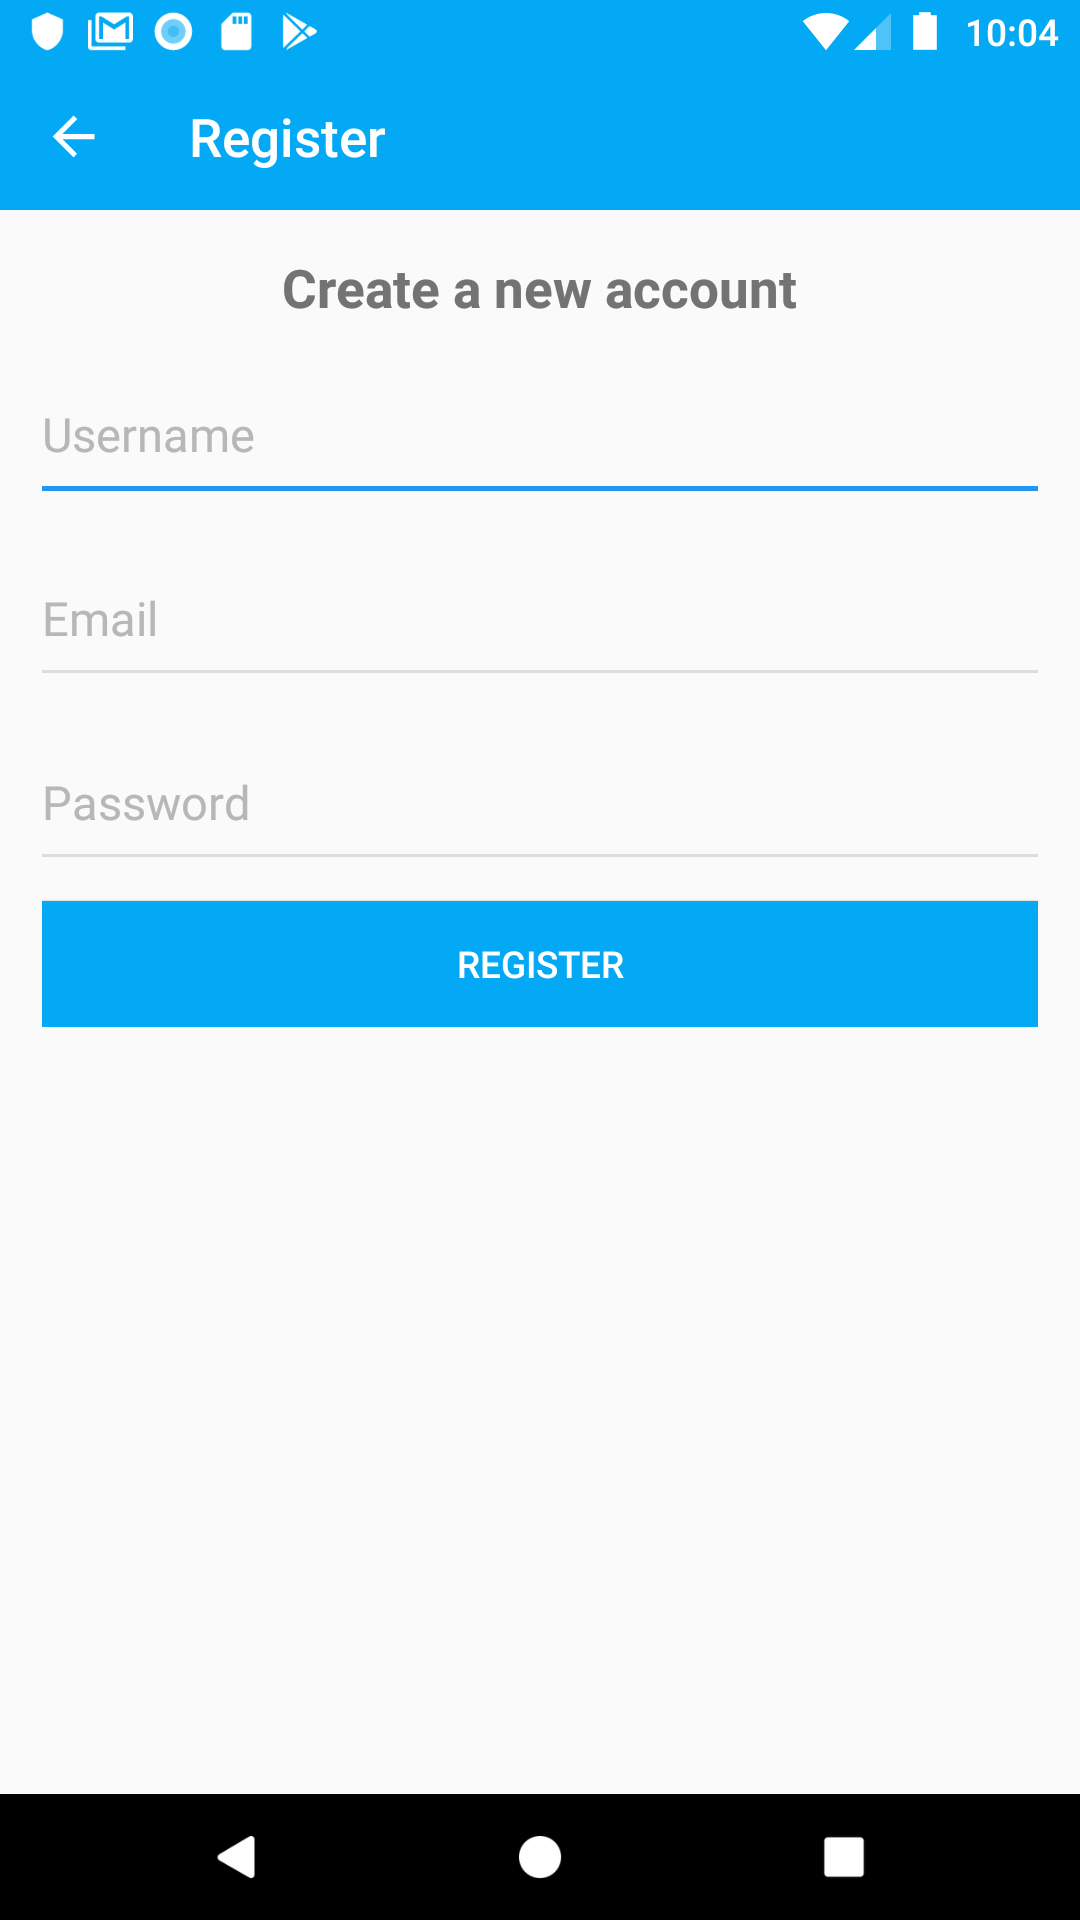 10:04
Register
Create a new account
Username
Email
Password
REGISTER